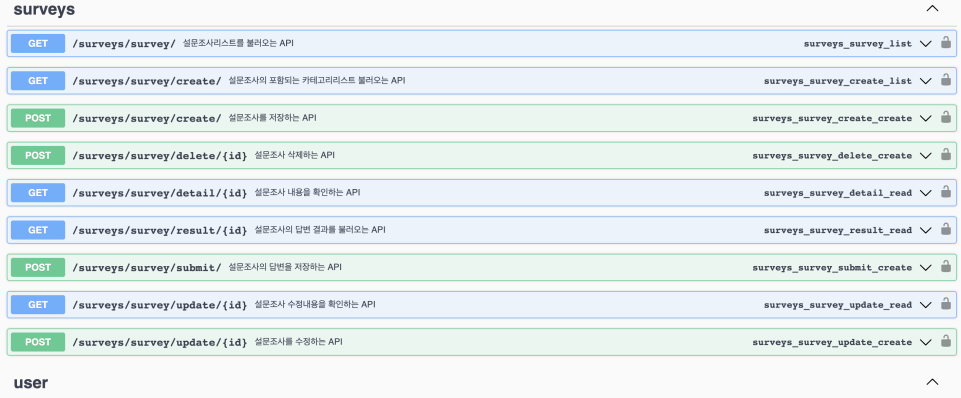 surveys
GET /surveys/survey/ 설문조사리스트를 불러오는 API surveys_survey_list
GET /surveys/survey/create/ 설문조사의 포함되는 카테고리리스트 불러오는 API surveys_survey_create_list
POST /surveys/survey/create/ 설문조사를 저장하는 API surveys_survey_create_create
POST /surveys/survey/delete/{id} 설문조사 삭제하는 API surveys_survey_delete_create
GET /surveys/survey/detail/{id} 설문조사 내용을 확인하는 API surveys_survey_detail_read
GET /surveys/survey/result/{id} 설문조사의 답변 결과를 불러오는 API surveys_survey_result_read
POST /surveys/survey/submit/ 설문조사의 답변을 저장하는 API surveys_survey_submit_create
GET /surveys/survey/update/{id} 설문조사 수정내용을 확인하는 API surveys_survey_update_read
POST /surveys/survey/update/{id} 설문조사를 수정하는 API surveys_survey_update_create
user